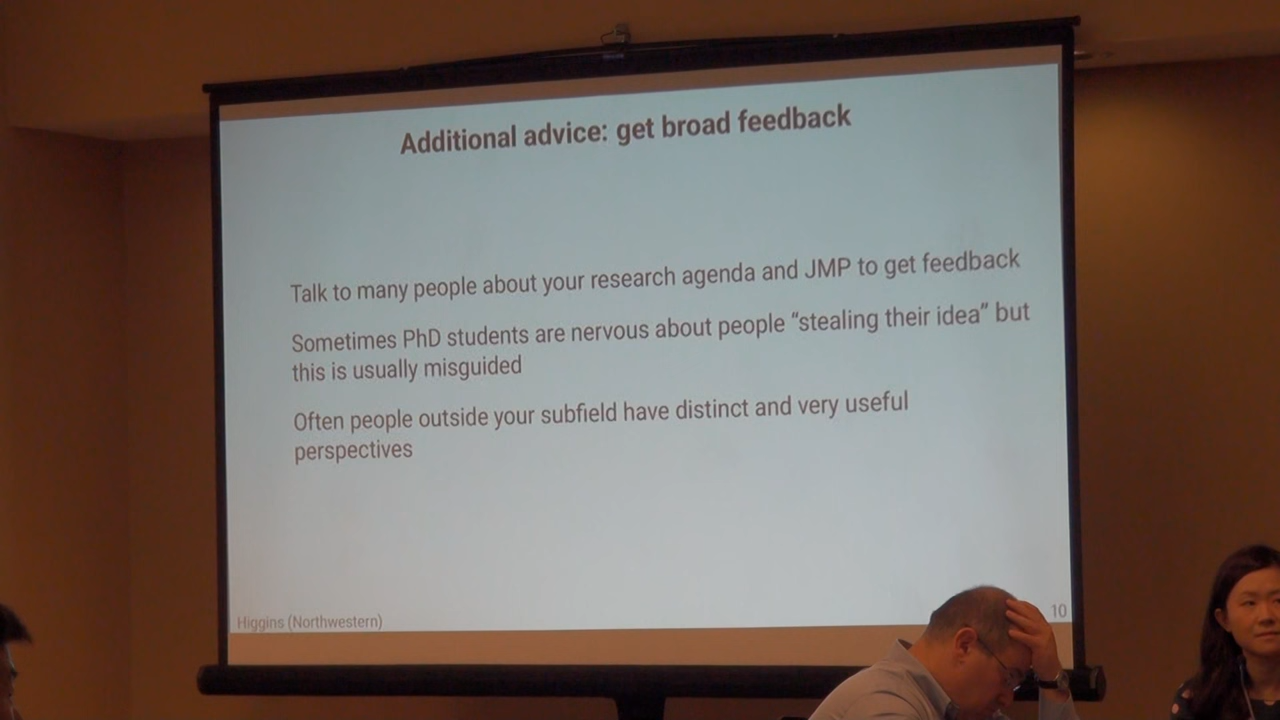 Additional advice: get broad feedback
Talk to many people about your research agenda and JMP to get feedback
Sometimes PhD students are nervous about people “stealing their idea” but
this is usually misguided
Often people outside your subfield have distinct and very useful
perspectives
Higgins (Northwestern)
10